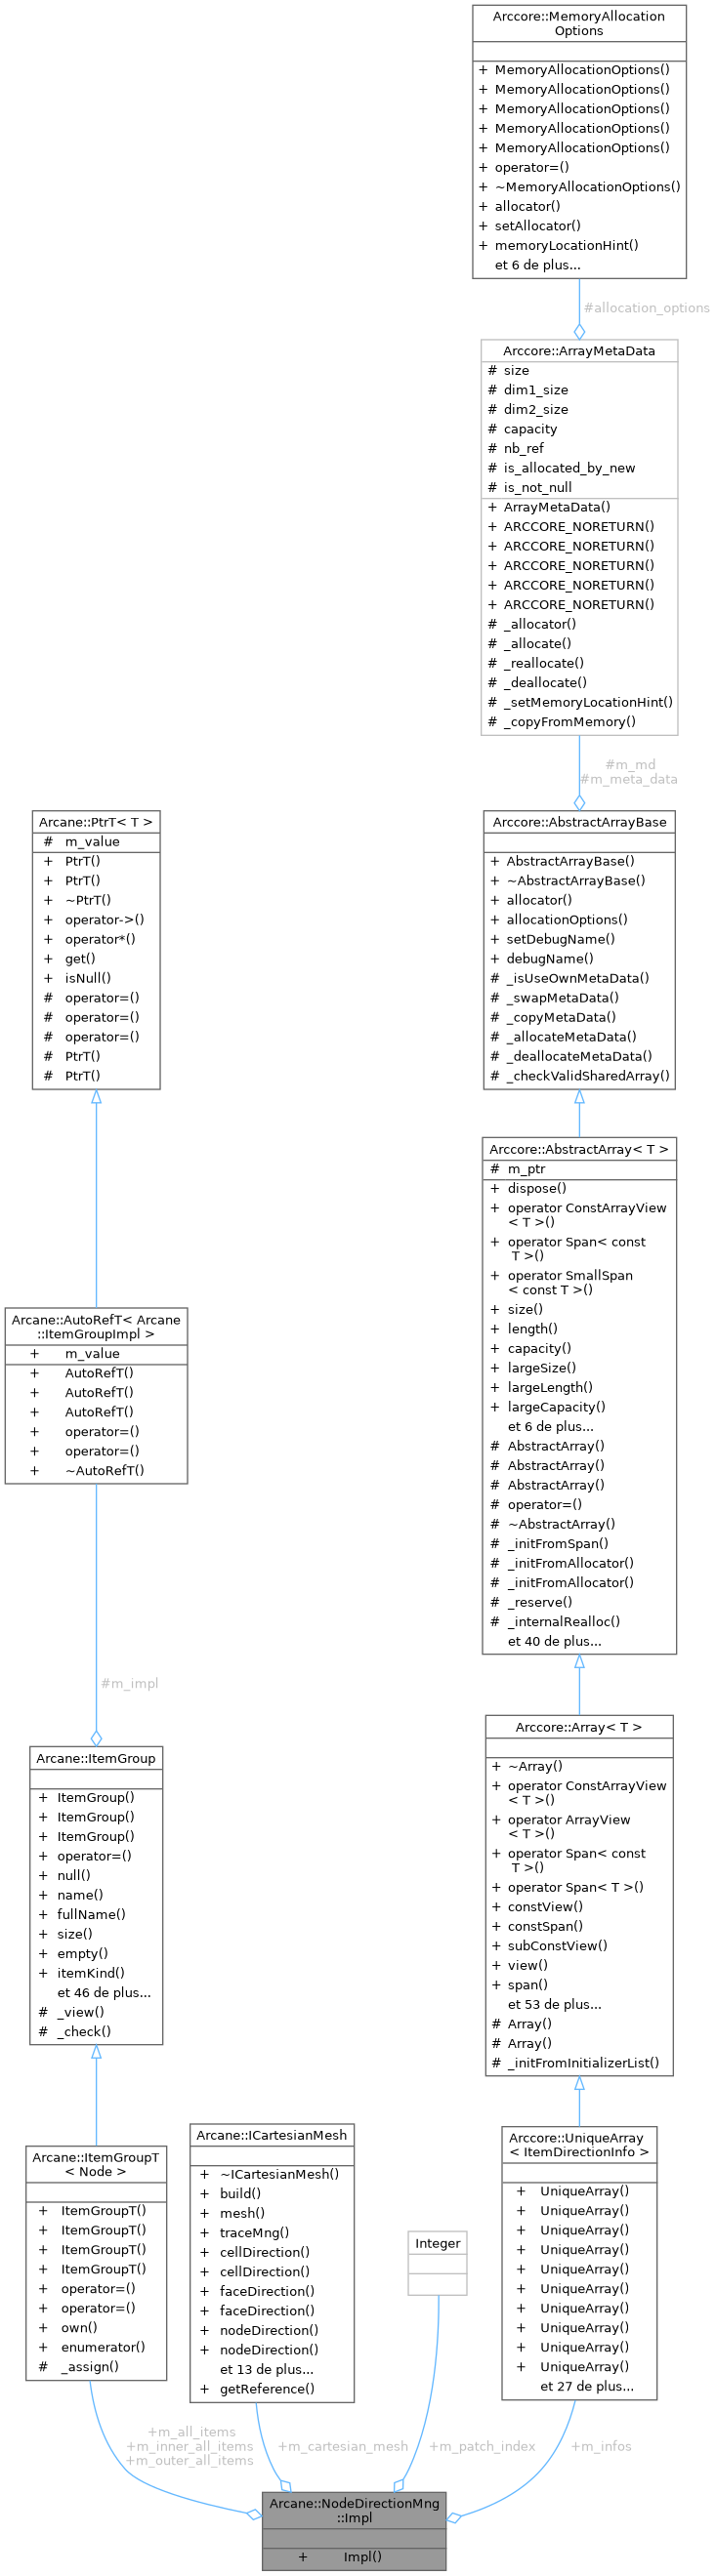 Arccore::MemoryAllocation
Options
+ MemoryAllocationOptions()
+ MemoryAllocationOptions()
+ MemoryAllocationOptions()
+ MemoryAllocationOptions()
+ MemoryAllocationOptions()
+ operator=()
+ ~MemoryAllocationOptions()
+ allocator()
+ setAllocator()
+ memoryLocationHint()
et 6 de plus...
#allocation_options
Arccore::ArrayMetaData
# size
# dim1_size
# dim2_size
# capacity
# nb_ref
# is_allocated_by_new
# is_not_null
+ ArrayMetaData()
+ ARCCORE_NORETURN()
+ ARCCORE_NORETURN()
+ ARCCORE_NORETURN()
+ ARCCORE_NORETURN()
+ ARCCORE_NORETURN()
# _allocator()
# _allocate()
# _reallocate()
# _deallocate()
# _setMemoryLocationHint()
# _copyFromMemory()
#m_md
#m_meta_data
Arccore::AbstractArrayBase
+ AbstractArrayBase()
+ ~AbstractArrayBase()
+ allocator()
+ allocationOptions()
+ setDebugName()
+ debugName()
# _isUseOwnMetaData()
# _swapMetaData()
# _copyMetaData()
# _allocateMetaData()
# _deallocateMetaData()
# _checkValidSharedArray()
Arccore::AbstractArray< T >
# m_ptr
+ dispose()
+ operator ConstArrayView
< T >()
+ operator Span< const
T >()
+ operator SmallSpan
< const T >()
+ size()
+ length()
+ capacity()
+ largeSize()
+ largeLength()
+ largeCapacity()
et 6 de plus...
# AbstractArray()
# AbstractArray()
# AbstractArray()
# operator=()
# ~AbstractArray()
# _initFromSpan()
# _initFromAllocator()
# _initFromAllocator()
# _reserve()
# _internalRealloc()
et 40 de plus...
Arccore::Array< T >
+ ~Array()
+ operator ConstArrayView
< T >()
+ operator ArrayView
< T >()
+ operator Span< const
T >()
+ operator Span< T >()
+ constView()
+ constSpan()
+ subConstView()
+ view()
+ span()
et 53 de plus...
# Array()
# Array()
# _initFromInitializerList()
Arccore::UniqueArray
< ItemDirectionInfo >
+ UniqueArray()
+ UniqueArray()
+ UniqueArray()
+ UniqueArray()
+ UniqueArray()
+ UniqueArray()
+ UniqueArray()
+ UniqueArray()
+ UniqueArray()
+ UniqueArray()
et 27 de plus...
+m_infos
Arcane::PtrT< T >
# m_value
+ PtrT()
+ PtrT()
+ ~PtrT()
+ operator->()
+ operator*()
+ get()
+ isNull()
# operator=()
# operator=()
# operator=()
# PtrT()
# PtrT()
Arcane::AutoRefT< Arcane
::ItemGroupImpl >
+ m_value
+ AutoRefT()
+ AutoRefT()
+ AutoRefT()
+ operator=()
+ operator=()
+ ~AutoRefT()
#m_impl
Arcane::ItemGroup
+ ItemGroup()
+ ItemGroup()
+ ItemGroup()
+ operator=()
+ null()
+ name()
+ fullName()
+ size()
+ empty()
+ itemKind()
et 46 de plus...
# _view()
# _check()
Arcane::ItemGroupT
< Node >
+ ItemGroupT()
+ ItemGroupT()
+ ItemGroupT()
+ ItemGroupT()
+ operator=()
+ operator=()
+ own()
+ enumerator()
# _assign()
+m_all_items
+m_inner_all_items
+m_outer_all_items
Arcane::ICartesianMesh
+ ~ICartesianMesh()
+ build()
+ mesh()
+ traceMng()
+ cellDirection()
+ cellDirection()
+ faceDirection()
+ faceDirection()
+ nodeDirection()
+ nodeDirection()
et 13 de plus...
+ getReference()
+m_cartesian_mesh
Integer
+m_patch_index
Arcane::NodeDirectionMng
::Impl
+ Impl()